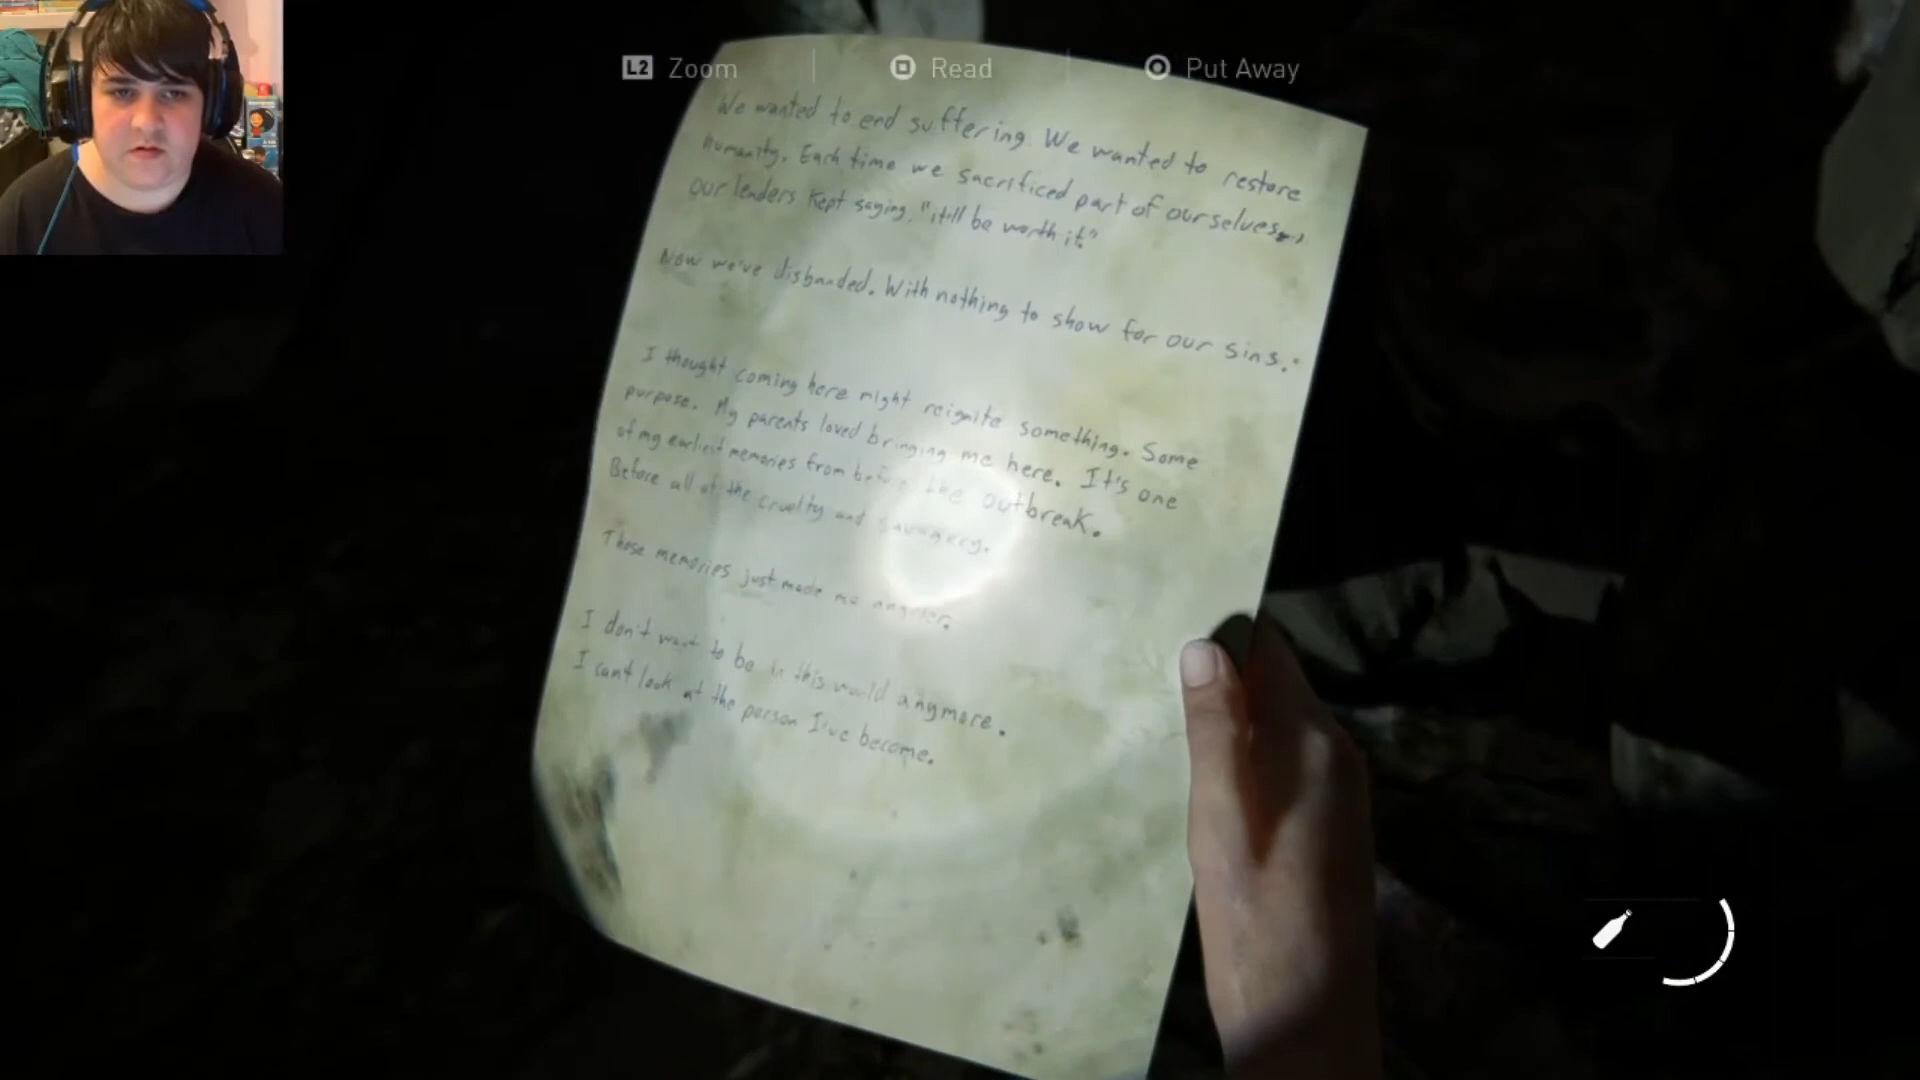 L2 Zoom Read Put Away
We wanted to end suffering. We wanted to restore
humanity. Each time we sacrificed part of ourselves,
our leaders kept saying, "it'll be worth it."
Now we've disbanded. With nothing to show for our sins."
I thought coming here might reignite something. Some
purpose. My parents loved bringing me here. It's one
of my earliest memories from before the outbreak.
Before all of the cruelty and savagery.
Those memories just made me angrier.
I don't want to be in this world anymore.
I can't look at the person I've become.